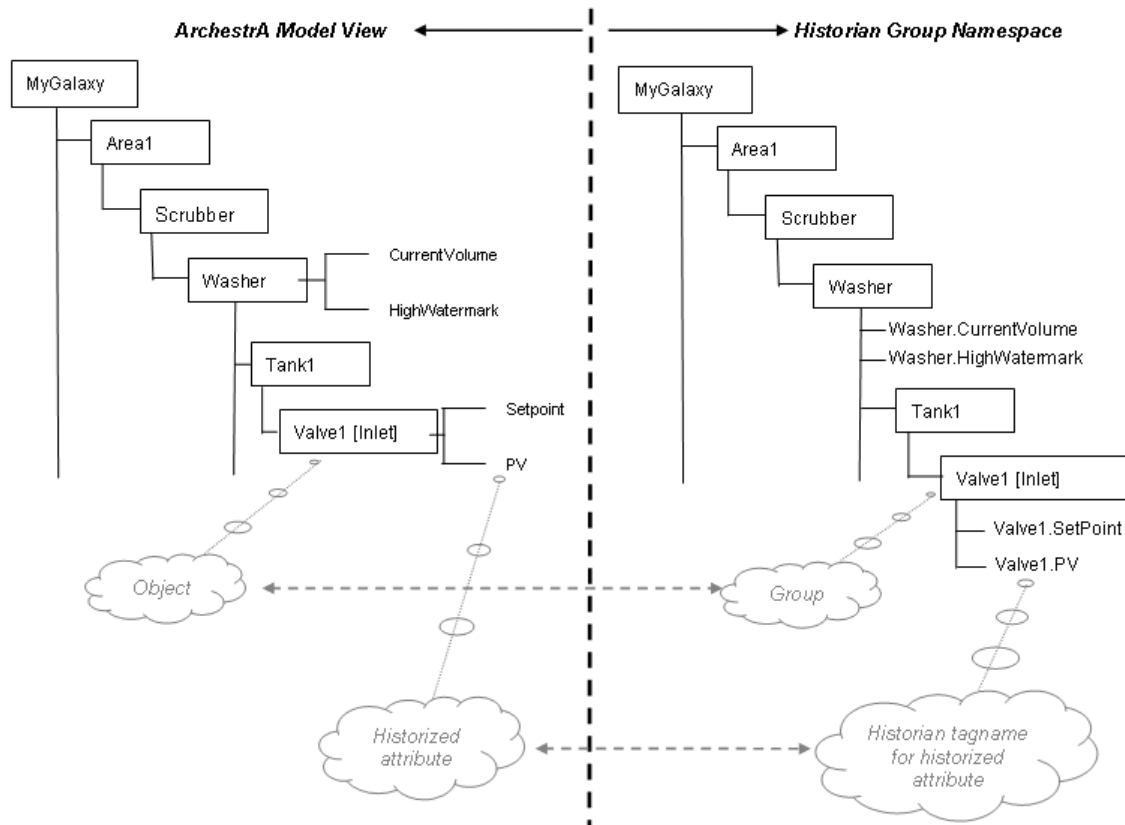 ArchestrA Model View
Historian Group Namespace
MyGalaxy
Area1
Scrubber
Washer
CurrentVolume
HighWatermark
Tank1
Valve1 [Inlet]
Setpoint
PV
Object
Historized
attribute
MyGalaxy
Area1
Scrubber
Washer
Washer.CurrentVolume
Washer.HighWatermark
Tank1
Valve1 [Inlet]
Valve1.SetPoint
Valve1.PV
Group
Historian tagname
for historized
attribute